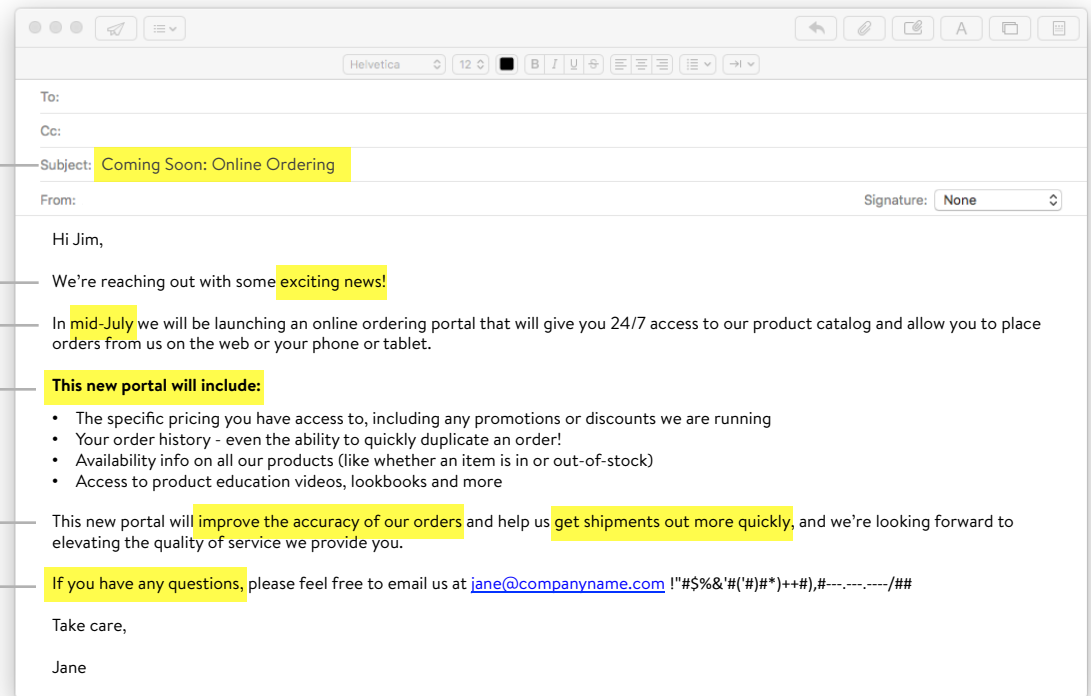 Helvetica 12 B I U S
A
To:
Cc:
Subject: Coming Soon: Online Ordering
From: Signature: None
Hi Jim,
We’re reaching out with some exciting news!
In mid-July we will be launching an online ordering portal that will give you 24/7 access to our product catalog and allow you to place
orders from us on the web or your phone or tablet.
This new portal will include:
• The specific pricing you have access to, including any promotions or discounts we are running
• Your order history - even the ability to quickly duplicate an order!
• Availability info on all our products (like whether an item is in or out-of-stock)
• Access to product education videos, lookbooks and more
This new portal will improve the accuracy of our orders and help us get shipments out more quickly, and we’re looking forward to
elevating the quality of service we provide you.
If you have any questions, please feel free to email us at jane@companyname.com !"#$%&'#('#)#*)++#),#---.---.----/##
Take care,
Jane